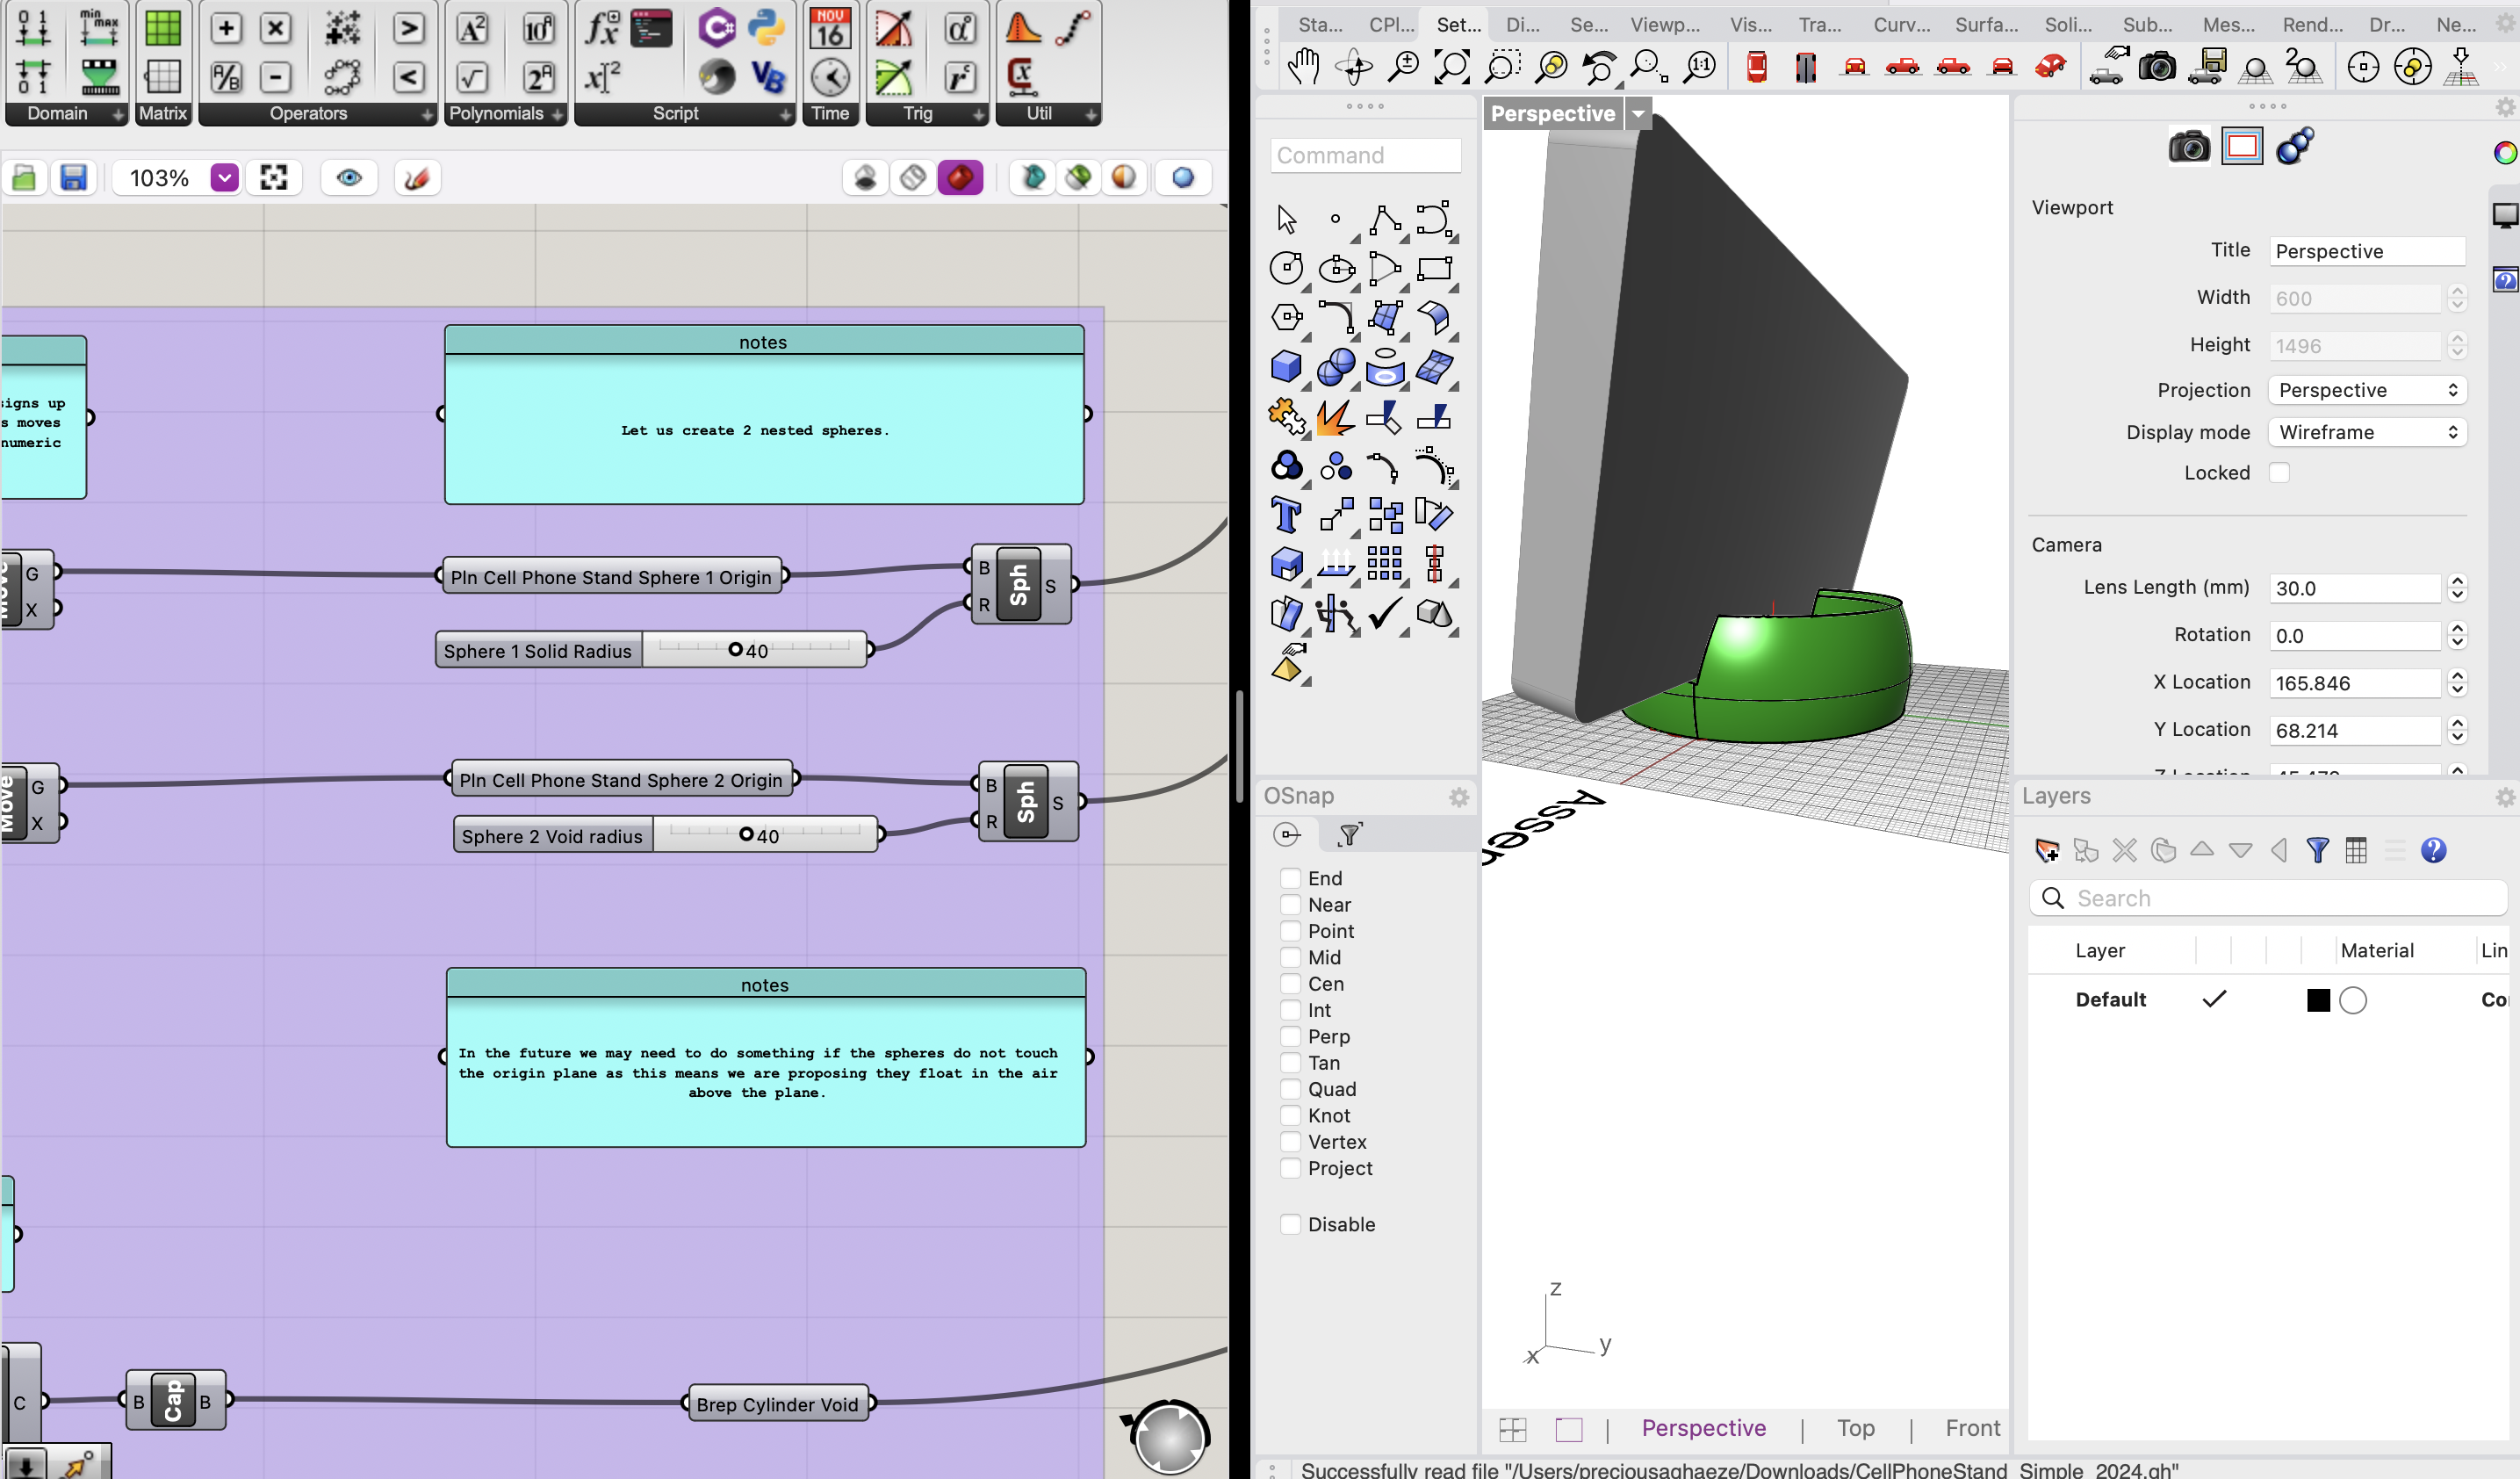 Domain
Matrix
Operators
Polynomials
Script
Time
Trig
Util
NOV
16
103%
notes
Let us create 2 nested spheres.
signs up
s moves
numeric
G
X
Move
Pln Cell Phone Stand Sphere 1 Origin
Sphere 1 Solid Radius
40
B
R
Sph
S
G
X
Move
Pln Cell Phone Stand Sphere 2 Origin
Sphere 2 Void radius
40
B
R
Sph
S
notes
In the future we may need to do something if the spheres do not touch
the origin plane as this means we are proposing they float in the air
above the plane.
C
B
Cap
B
Brep Cylinder Void
Sta... CPl... Set... Di... Se... Viewp... Vis... Tra... Curv... Surfa... Soli... Sub... Mes... Rend... Dr... Ne...
1:1
Command
Perspective
OSnap
End
Near
Point
Mid
Cen
Int
Perp
Tan
Quad
Knot
Vertex
Project
Disable
z
y
x
Perspective | Top | Front
Viewport
Title Perspective
Width 600
Height 1496
Projection Perspective
Display mode Wireframe
Locked
Camera
Lens Length (mm) 30.0
Rotation 0.0
X Location 165.846
Y Location 68.214
Layers
Search
Layer Material Lin
Default Co
Successfully read file "/Users/preciousaghaeze/Downloads/CellPhoneStand_Simple_2024.gh"